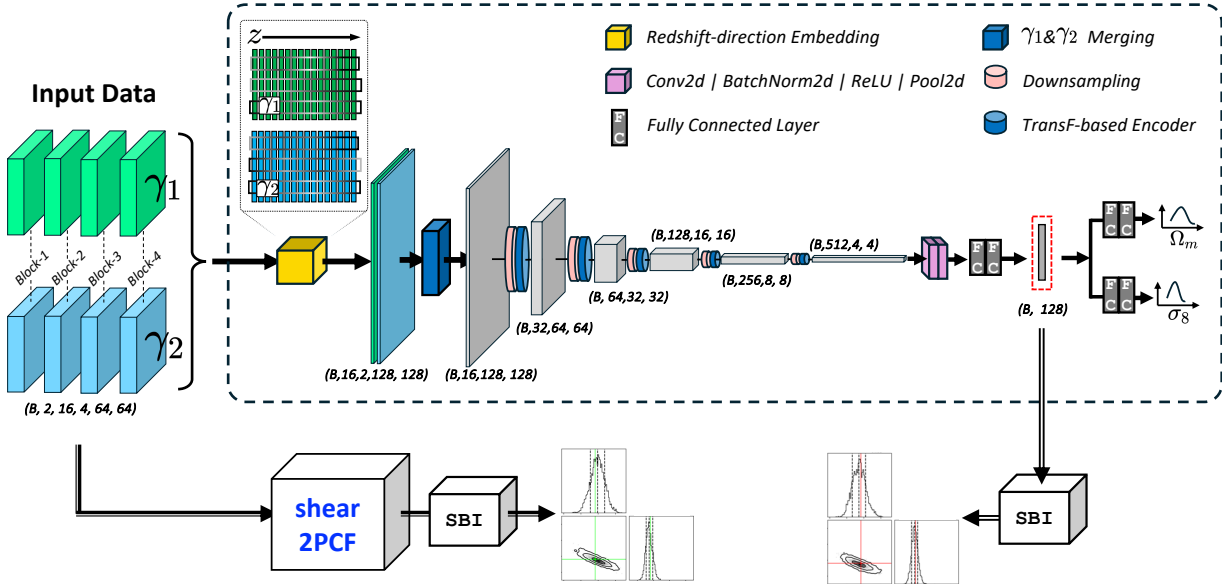 z
γ1
γ2
Redshift-direction Embedding
Conv2d | BatchNorm2d | ReLU | Pool2d
F C
Fully Connected Layer
γ1&γ2 Merging
Downsampling
TransF-based Encoder
Input Data
γ1
Block-1
Block-2
Block-3
Block-4
γ2
(B, 2, 16, 4, 64, 64)
(B,16,2,128, 128)
(B,16,128, 128)
(B,32,64, 64)
(B, 64,32, 32)
(B,128,16, 16)
(B,256,8, 8)
(B,512,4, 4)
F F
C C
(B, 128)
F F
C C
Ωm
F F
C C
σ8
shear
2PCF
SBI
SBI